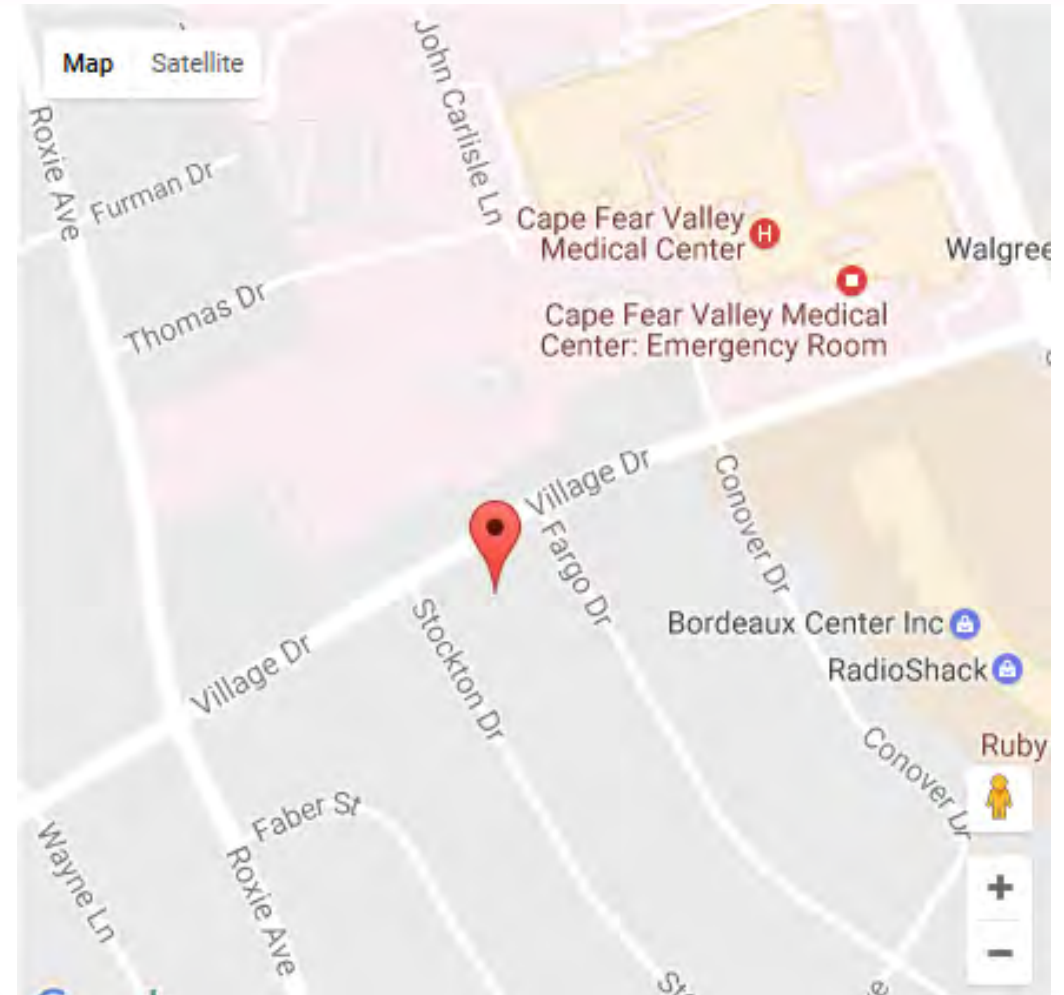 Map Satellite
John Carlisle Ln
Roxie Ave
Furman Dr
Cape Fear Valley
Medical Center
H
Walgree
Thomas Dr
Cape Fear Valley Medical
Center: Emergency Room
Village Dr
Conover Dr
Fargo Dr
Stockton Dr
Bordeaux Center Inc
RadioShack
Village Dr
Conover Dr
Ruby
Faber St
Wayne Ln
Roxie Ave
+
−